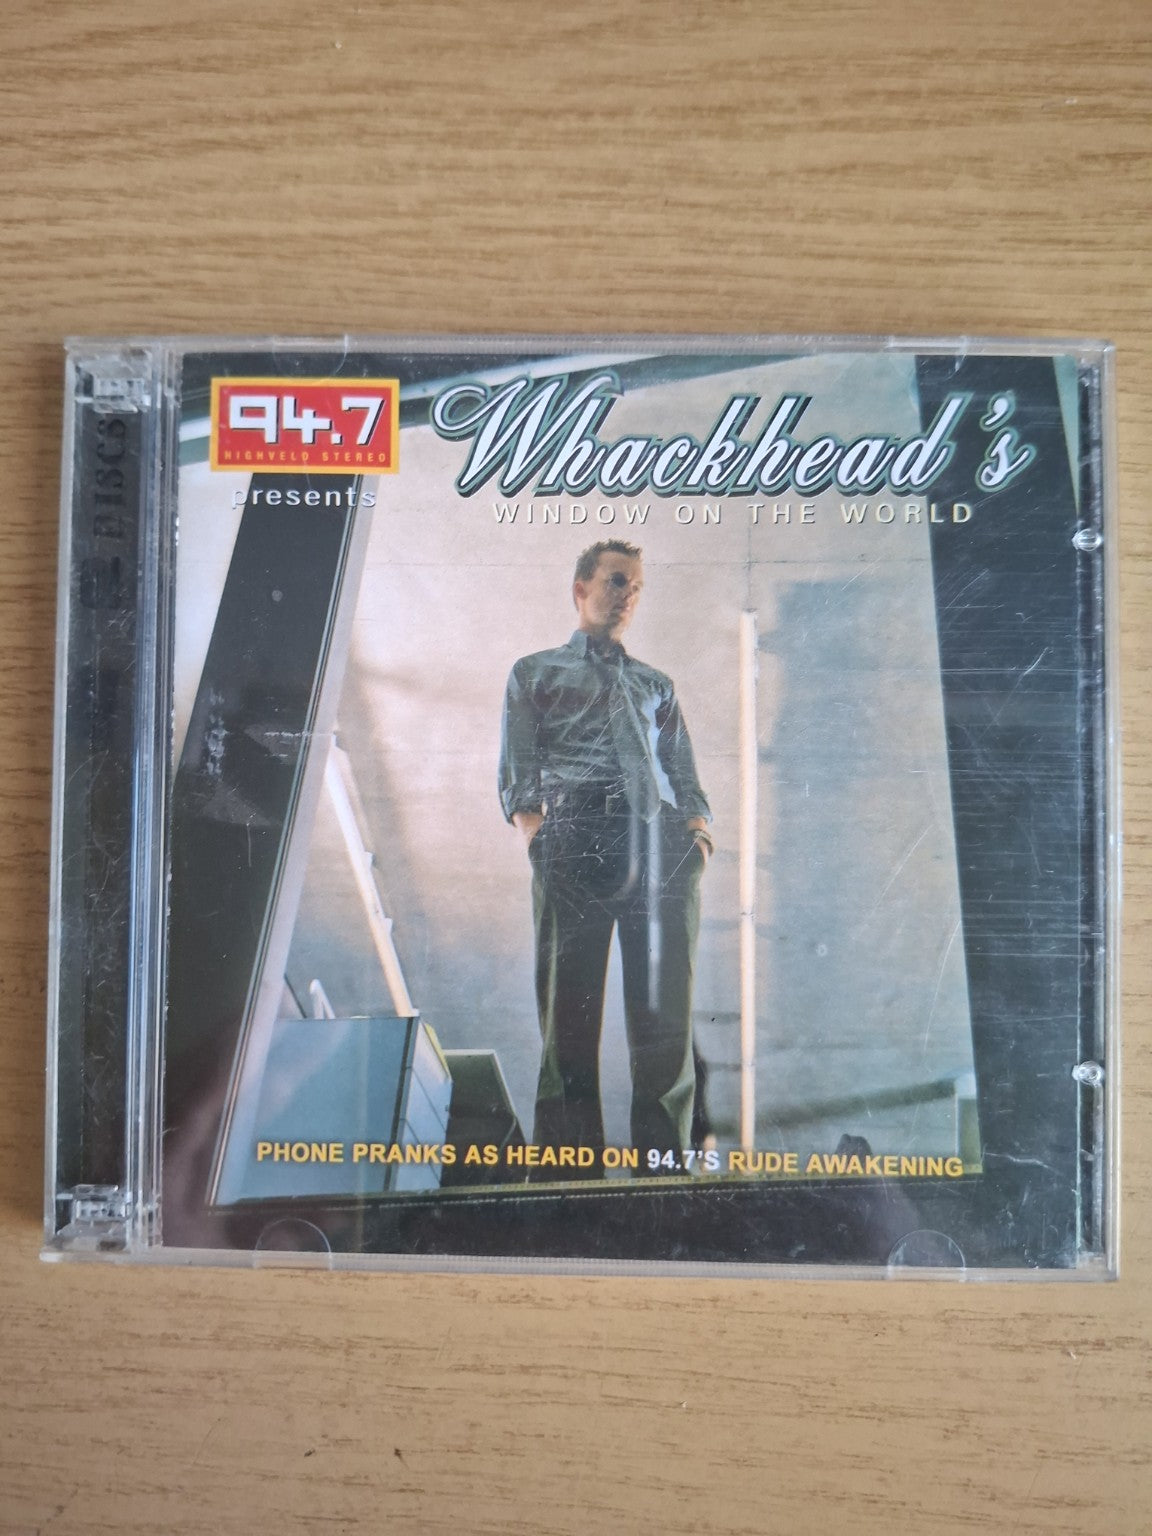 94.7
HIGHVELD STEREO
presents
Whackhead's
WINDOW ON THE WORLD
PHONE PRANKS AS HEARD ON 94.7'S RUDE AWAKENING